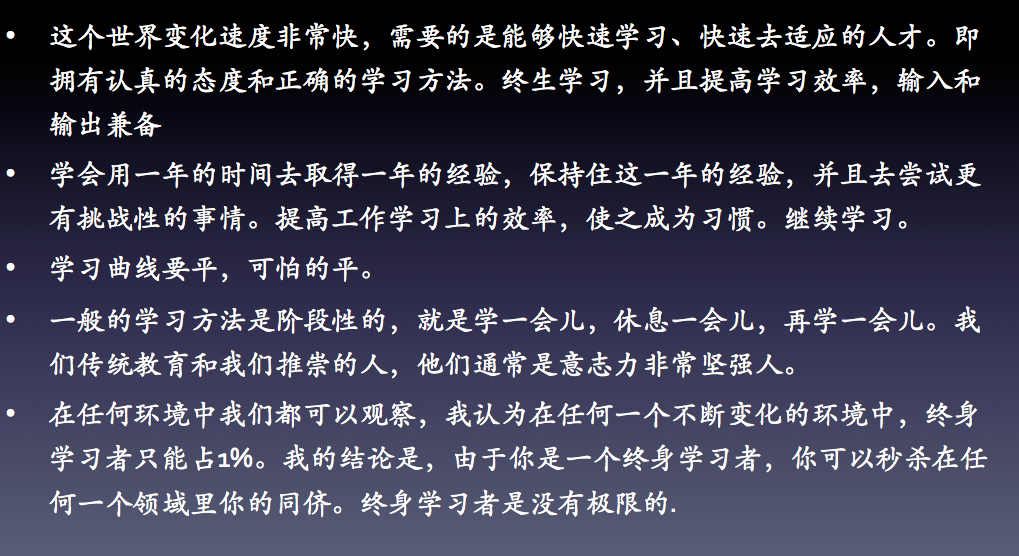 • 这个世界变化速度非常快，需要的是能够快速学习、快速去适应的人才。即
拥有认真的态度和正确的学习方法。终生学习，并且提高学习效率，输入和
输出兼备
• 学会用一年的时间去取得一年的经验，保持住这一年的经验，并且去尝试更
有挑战性的事情。提高工作学习上的效率，使之成为习惯。继续学习。
• 学习曲线要平，可怕的平。
• 一般的学习方法是阶段性的，就是学一会儿，休息一会儿，再学一会儿。我
们传统教育和我们推崇的人，他们通常是意志力非常坚强人。
• 在任何环境中我们都可以观察，我认为在任何一个不断变化的环境中，终身
学习者只能占1%。我的结论是，由于你是一个终身学习者，你可以秒杀在任
何一个领域里你的同侪。终身学习者是没有极限的.